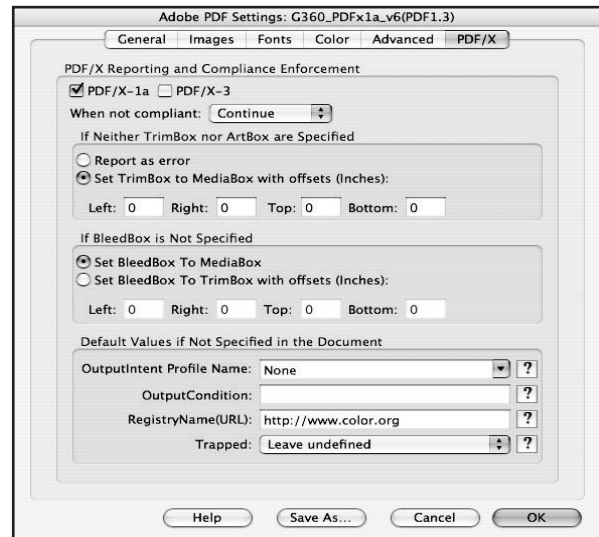 Adobe PDF Settings: G360_PDFx1a_v6(PDF1.3)
General Images Fonts Color Advanced PDF/X
PDF/X Reporting and Compliance Enforcement
PDF/X-1a PDF/X-3
When not compliant: Continue
If Neither TrimBox nor ArtBox are Specified
Report as error
Set TrimBox to MediaBox with offsets (Inches):
Left: 0 Right: 0 Top: 0 Bottom: 0
If BleedBox is Not Specified
Set BleedBox To MediaBox
Set BleedBox To TrimBox with offsets (Inches):
Left: 0 Right: 0 Top: 0 Bottom: 0
Default Values if Not Specified in the Document
OutputIntent Profile Name: None ?
OutputCondition: ?
RegistryName(URL): http://www.color.org ?
Trapped: Leave undefined ?
Help Save As... Cancel OK